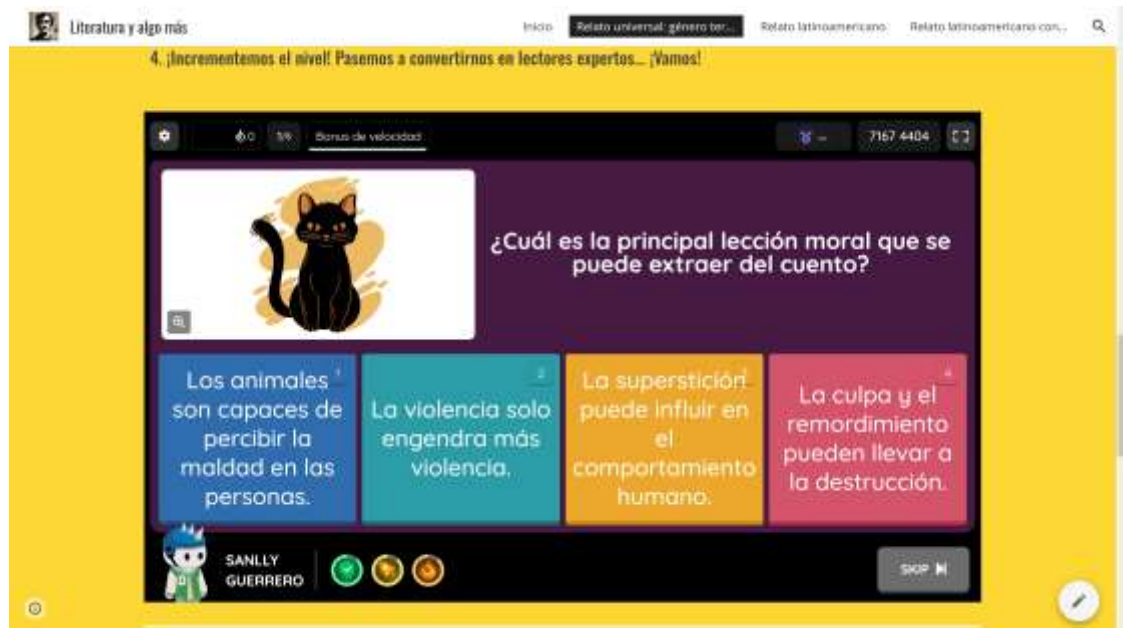 Literatura y algo más
Inicio
Relato universal: género ter...
Relato latinoamericano
Relato latinoamericano con...
4. ¡Incrementemos el nivel! Pasemos a convertirnos en lectores expertos... ¡Vamos!
0
1/5
Bonus de velocidad
7167 4404
¿Cuál es la principal lección moral que se
puede extraer del cuento?
1
Los animales
son capaces de
percibir la
maldad en las
personas.
2
La violencia solo
engendra más
violencia.
3
La superstición
puede influir en
el
comportamiento
humano.
4
La culpa y el
remordimiento
pueden llevar a
la destrucción.
SANLLY
GUERRERO
SKIP